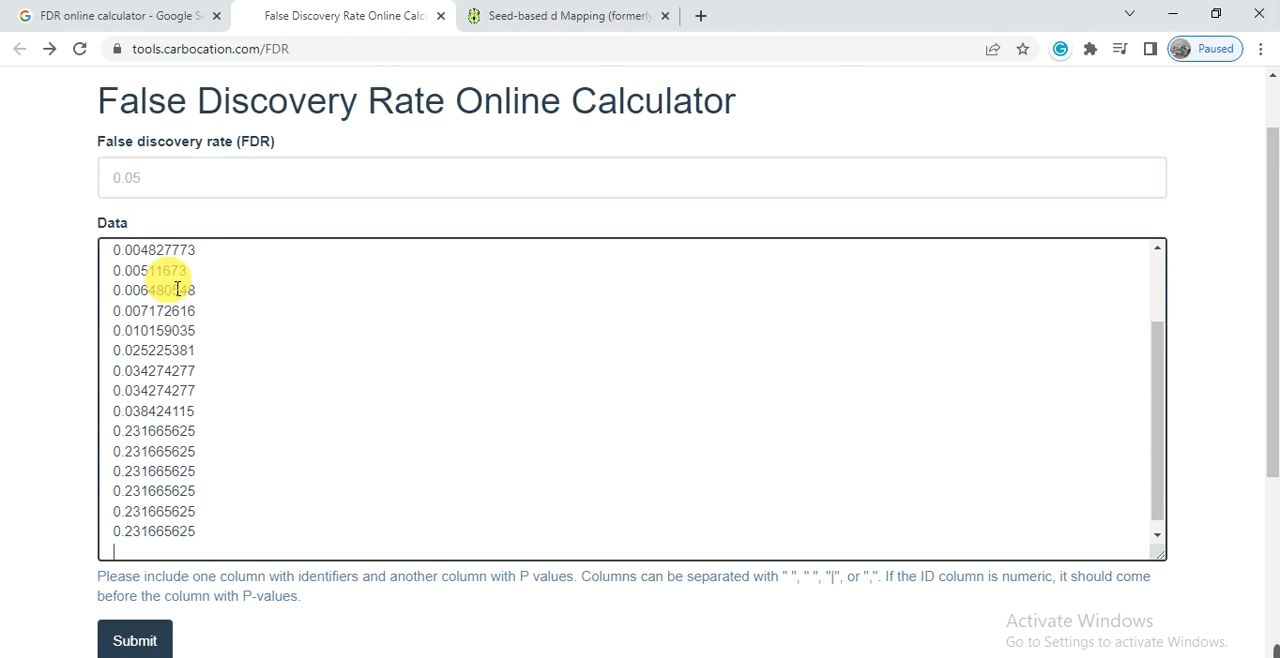 FDR online calculator - Google Se
False Discovery Rate Online Calcu
Seed-based d Mapping (formerly
tools.carbocation.com/FDR
Paused
False Discovery Rate Online Calculator
False discovery rate (FDR)
0.05
Data
0.004827773
0.00511673
0.006480548
0.007172616
0.010159035
0.025225381
0.034274277
0.034274277
0.038424115
0.231665625
0.231665625
0.231665625
0.231665625
0.231665625
0.231665625
Please include one column with identifiers and another column with P values. Columns can be separated with " ", " ", "|", or ",". If the ID column is numeric, it should come
before the column with P-values.
Submit
Activate Windows
Go to Settings to activate Windows.